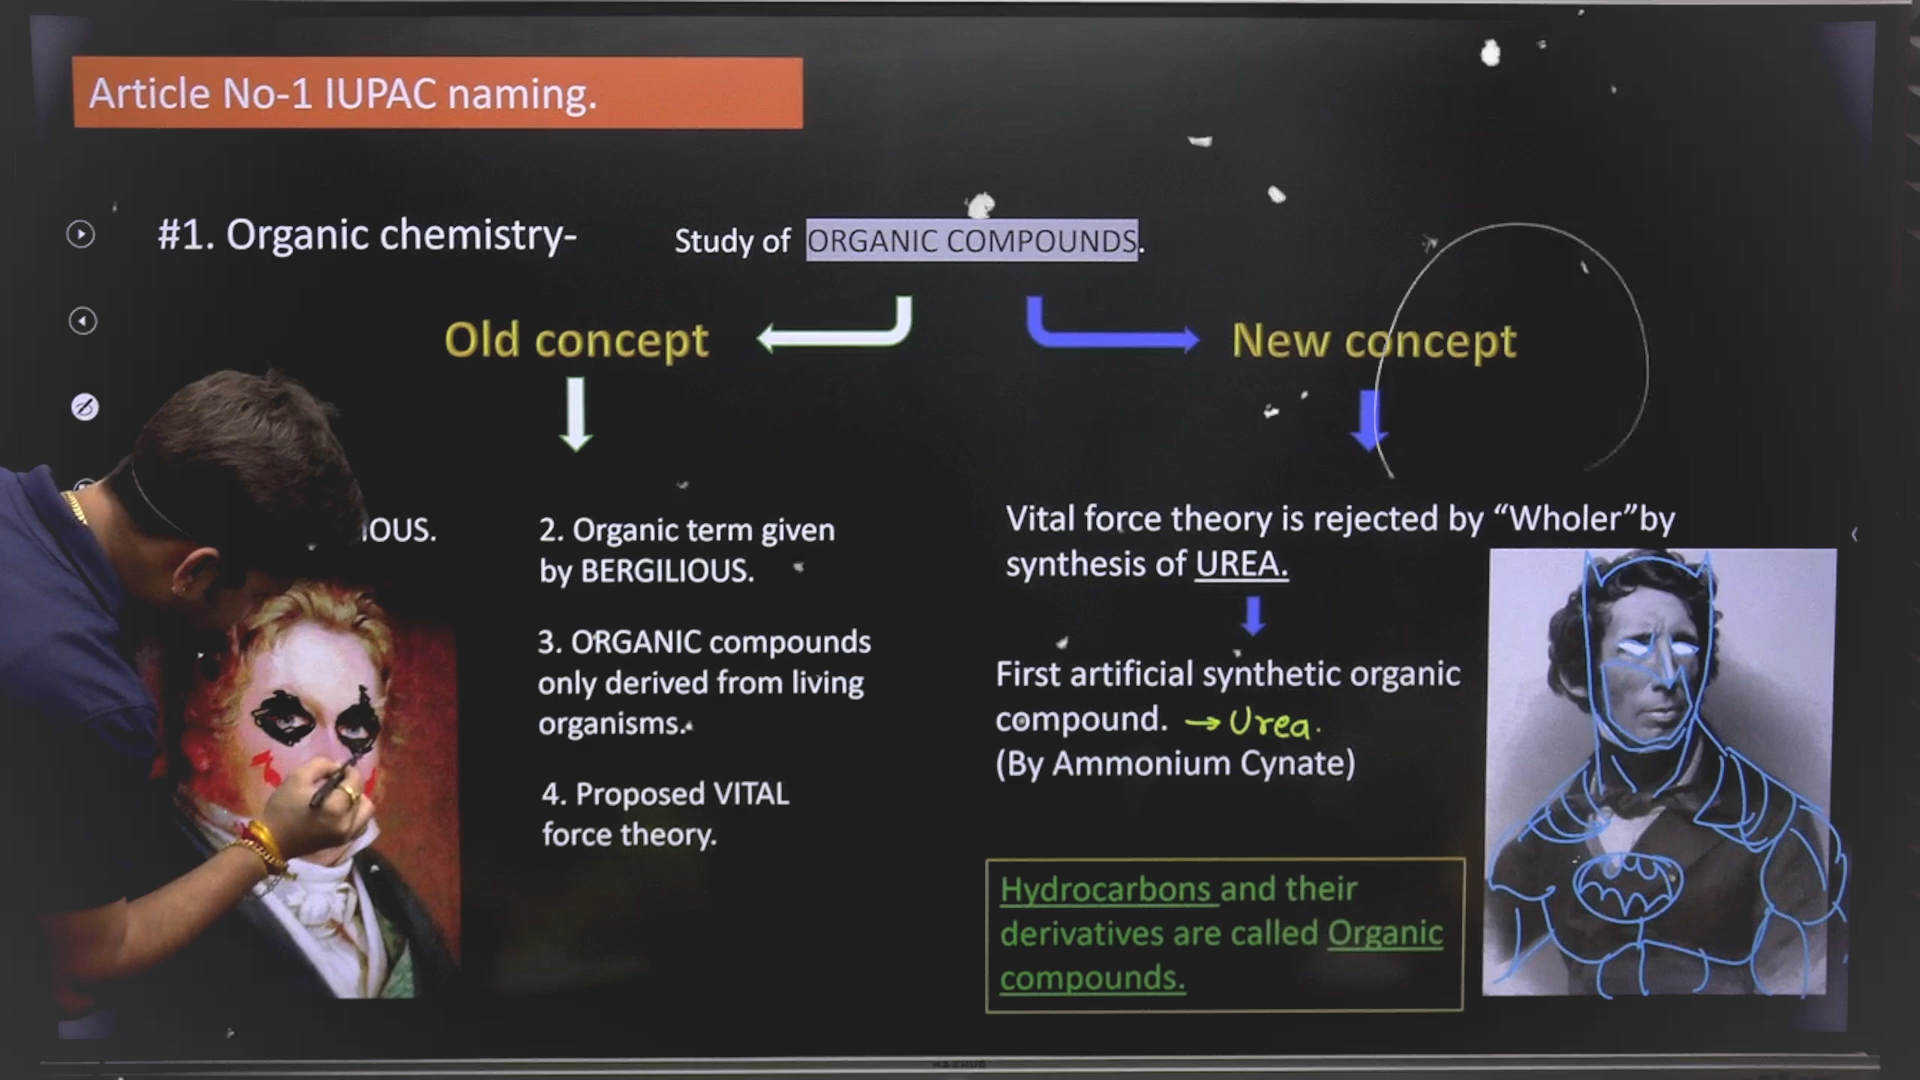 Article No-1 IUPAC naming.
#1. Organic chemistry-
Study of ORGANIC COMPOUNDS.
Old concept
New concept
IOUS.
2. Organic term given
by BERGILIOUS.
3. ORGANIC compounds
only derived from living
organisms.
4. Proposed VITAL
force theory.
Vital force theory is rejected by “Wholer”by
synthesis of UREA.
First artificial synthetic organic
compound. → Urea.
(By Ammonium Cynate)
Hydrocarbons and their
derivatives are called Organic
compounds.